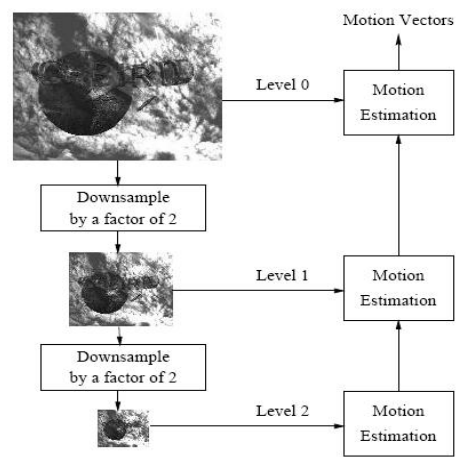 Motion Vectors
Level 0
Motion
Estimation
Downsample
by a factor of 2
Level 1
Motion
Estimation
Downsample
by a factor of 2
Level 2
Motion
Estimation